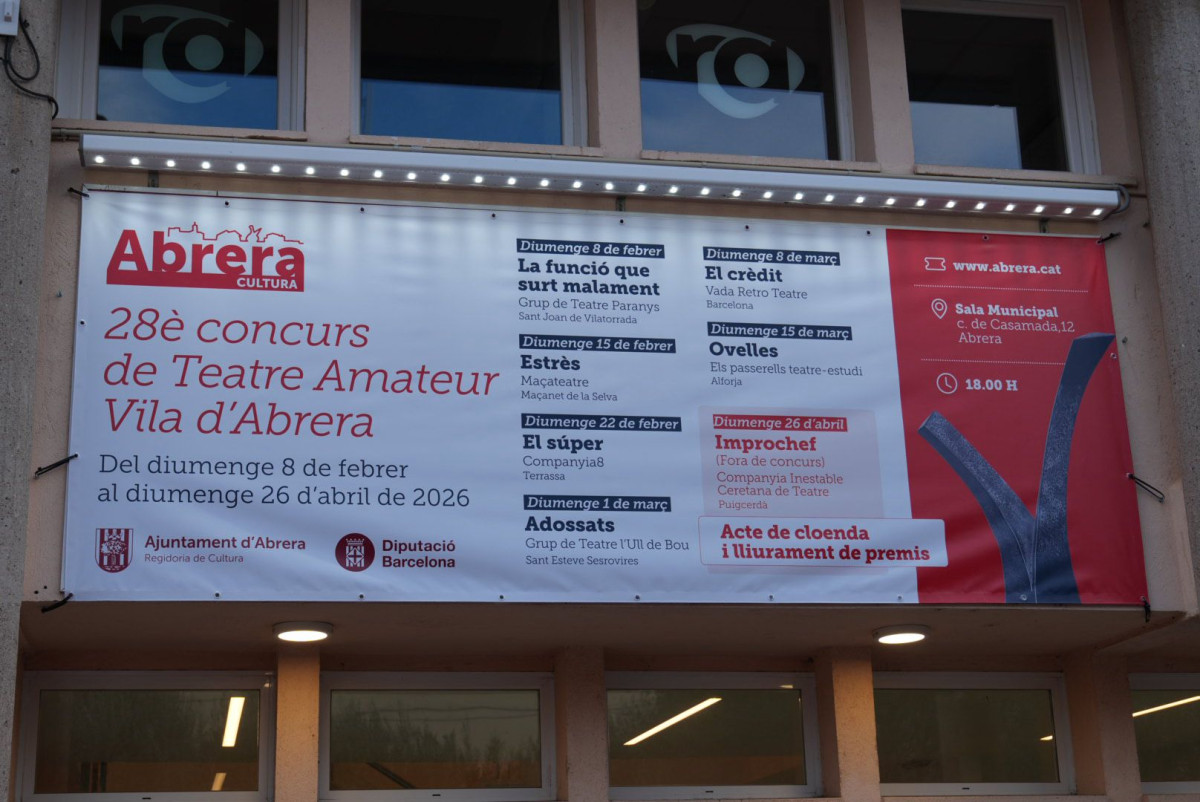 rco
rco
Abrera
CULTURA
28è concurs
de Teatre Amateur
Vila d'Abrera
Del diumenge 8 de febrer
al diumenge 26 d'abril de 2026
Ajuntament d'Abrera
Regidoria de Cultura
Diputació
Barcelona
Diumenge 8 de febrer
La funció que
surt malament
Grup de Teatre Paranys
Sant Joan de Vilatorrada
Diumenge 15 de febrer
Estrès
Maçateatre
Maçanet de la Selva
Diumenge 22 de febrer
El súper
Companyia8
Terrassa
Diumenge 1 de març
Adossats
Grup de Teatre l'Ull de Bou
Sant Esteve Sesrovires
Diumenge 8 de març
El crèdit
Vada Retro Teatre
Barcelona
Diumenge 15 de març
Ovelles
Els passerells teatre-estudi
Alforja
Diumenge 26 d'abril
Improchef
(Fora de concurs)
Companyia Inestable
Ceretana de Teatre
Puigcerdà
Acte de cloenda
i lliurament de premis
www.abrera.cat
Sala Municipal
c. de Casamada,12
Abrera
18.00 H